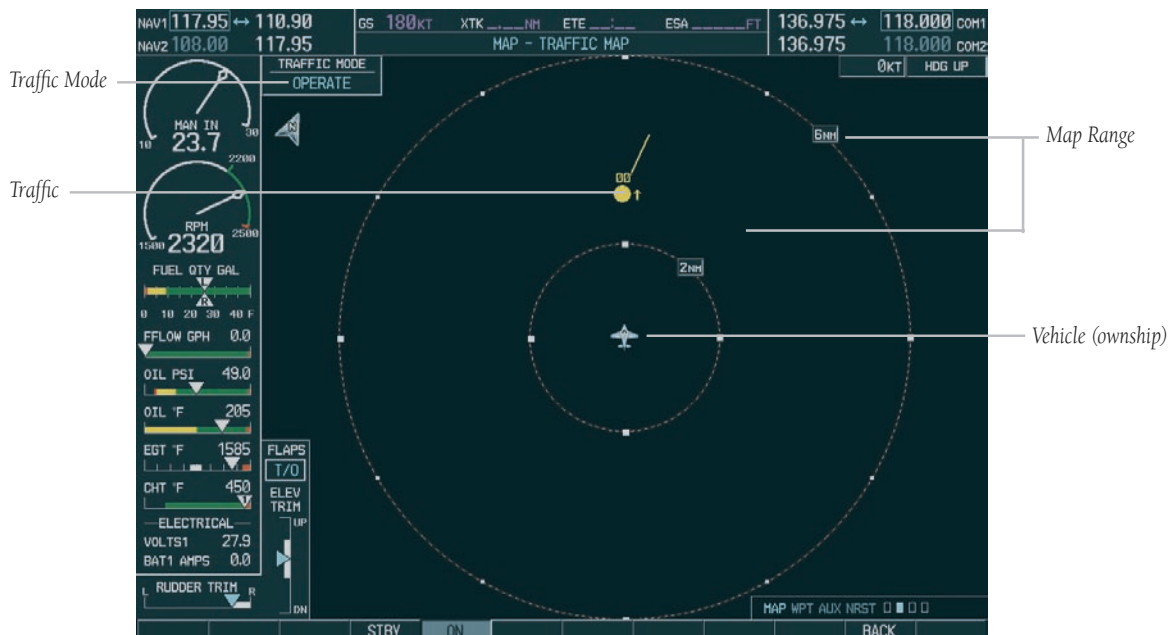 NAV1 117.95 ↔ 110.90
NAV2 108.00 117.95
GS 180KT XTK _.__NM ETE __:__ ESA _____FT
MAP - TRAFFIC MAP
136.975 ↔ 118.000 COM1
136.975 118.000 COM2
Traffic Mode
TRAFFIC MODE
OPERATE
0KT HDG UP
N
Map Range
6NM
Traffic
00
2NM
Vehicle (ownship)
MAN IN
23.7
10 30
2200
RPM
2320
1500 2500
FUEL QTY GAL
L
R
0 10 20 30 40 F
FFLOW GPH 0.0
OIL PSI 49.0
OIL °F 205
EGT °F 1585
CHT °F 450
1
ELECTRICAL
VOLTS1 27.9
BAT1 AMPS 0.0
RUDDER TRIM
L R
FLAPS
T/O
ELEV
TRIM
UP
DN
MAP WPT AUX NRST
STBY ON BACK